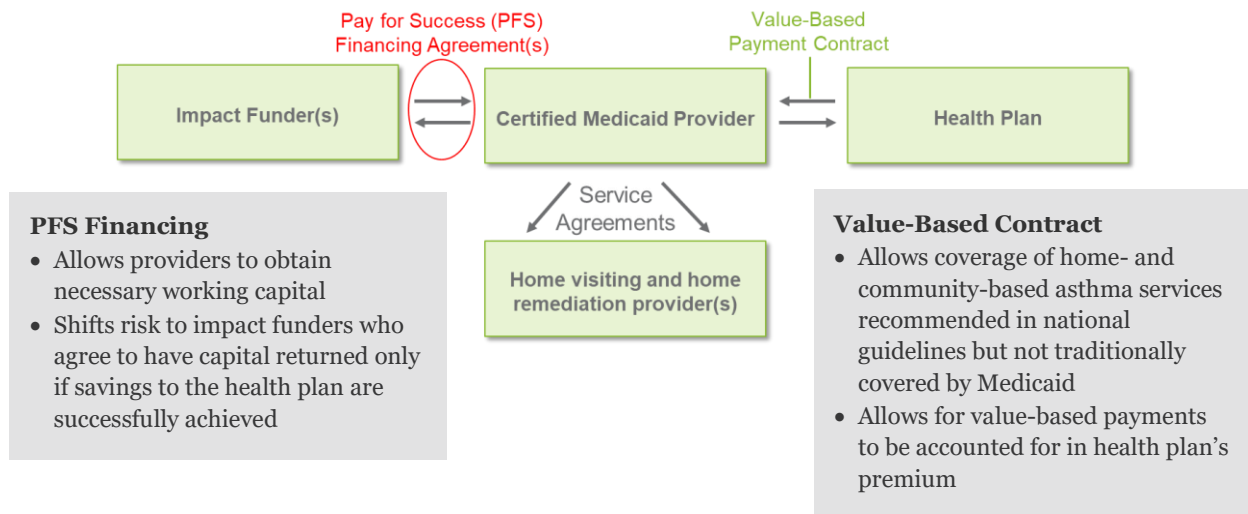 Pay for Success (PFS)
Financing Agreement(s)
Value-Based
Payment Contract
Impact Funder(s)
Certified Medicaid Provider
Health Plan
Service
Agreements
Home visiting and home
remediation provider(s)
PFS Financing
• Allows providers to obtain
necessary working capital
• Shifts risk to impact funders who
agree to have capital returned only
if savings to the health plan are
successfully achieved
Value-Based Contract
• Allows coverage of home- and
community-based asthma services
recommended in national
guidelines but not traditionally
covered by Medicaid
• Allows for value-based payments
to be accounted for in health plan’s
premium